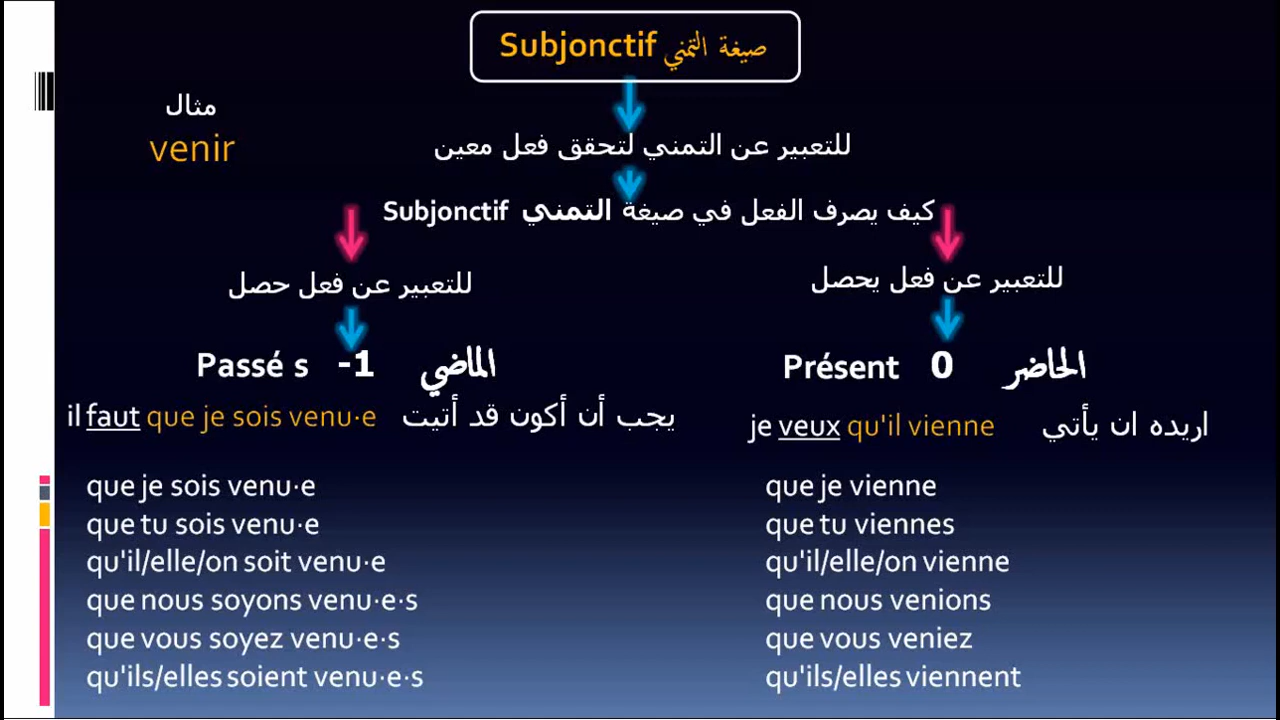 صيغة التمني Subjonctif
مثال
venir
للتعبير عن التمني لتحقق فعل معين
كيف يصرف الفعل في صيغة التمني Subjonctif
للتعبير عن فعل يحصل
الحاضر 0 Présent
اريده ان يأتي je veux qu'il vienne
que je vienne
que tu viennes
qu'il/elle/on vienne
que nous venions
que vous veniez
qu'ils/elles viennent
للتعبير عن فعل حصل
الماضي -1 Passé s
يجب أن أكون قد أتيت il faut que je sois venu·e
que je sois venu·e
que tu sois venu·e
qu'il/elle/on soit venu·e
que nous soyons venu·e·s
que vous soyez venu·e·s
qu'ils/elles soient venu·e·s